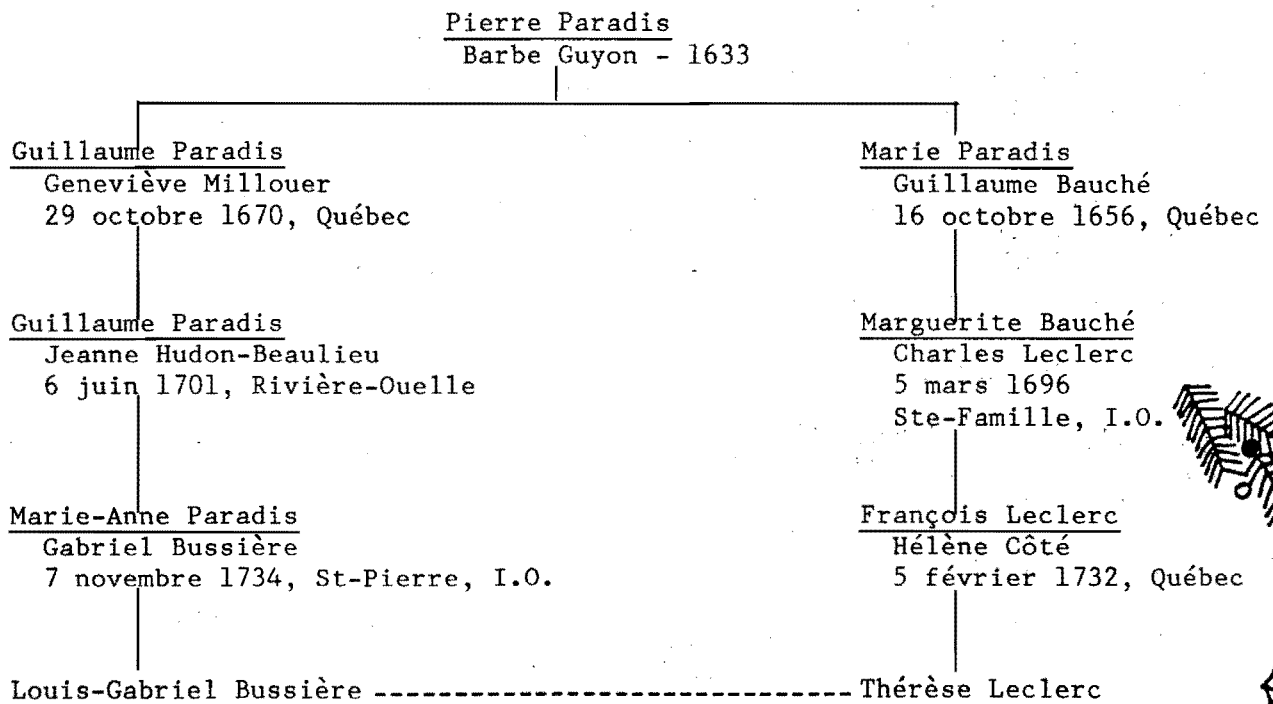 Pierre Paradis
Barbe Guyon - 1633
Guillaume Paradis
Geneviève Millouer
29 octobre 1670, Québec
Marie Paradis
Guillaume Bauché
16 octobre 1656, Québec
Guillaume Paradis
Jeanne Hudon-Beaulieu
6 juin 1701, Rivière-Ouelle
Marguerite Bauché
Charles Leclerc
5 mars 1696
Ste-Famille, I.O.
Marie-Anne Paradis
Gabriel Bussière
7 novembre 1734, St-Pierre, I.O.
François Leclerc
Hélène Côté
5 février 1732, Québec
Louis-Gabriel Bussière --------------------------- Thérèse Leclerc